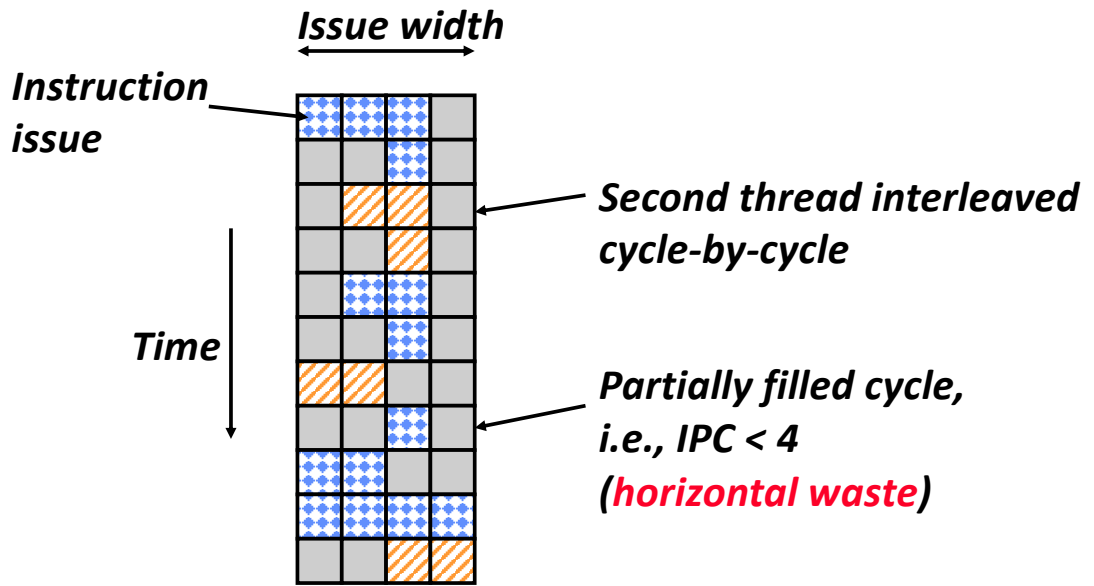 Issue width
Instruction
issue
Second thread interleaved
cycle-by-cycle
Time
Partially filled cycle,
i.e., IPC < 4
(horizontal waste)